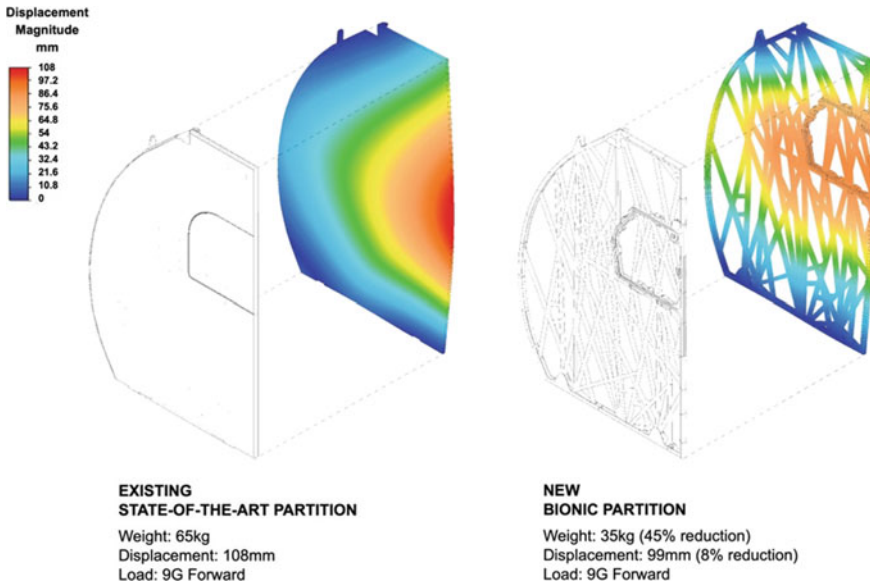 Displacement
Magnitude
mm
108
97.2
86.4
75.6
64.8
54
43.2
32.4
21.6
10.8
0
EXISTING
STATE-OF-THE-ART PARTITION
Weight: 65kg
Displacement: 108mm
Load: 9G Forward
NEW
BIONIC PARTITION
Weight: 35kg (45% reduction)
Displacement: 99mm (8% reduction)
Load: 9G Forward